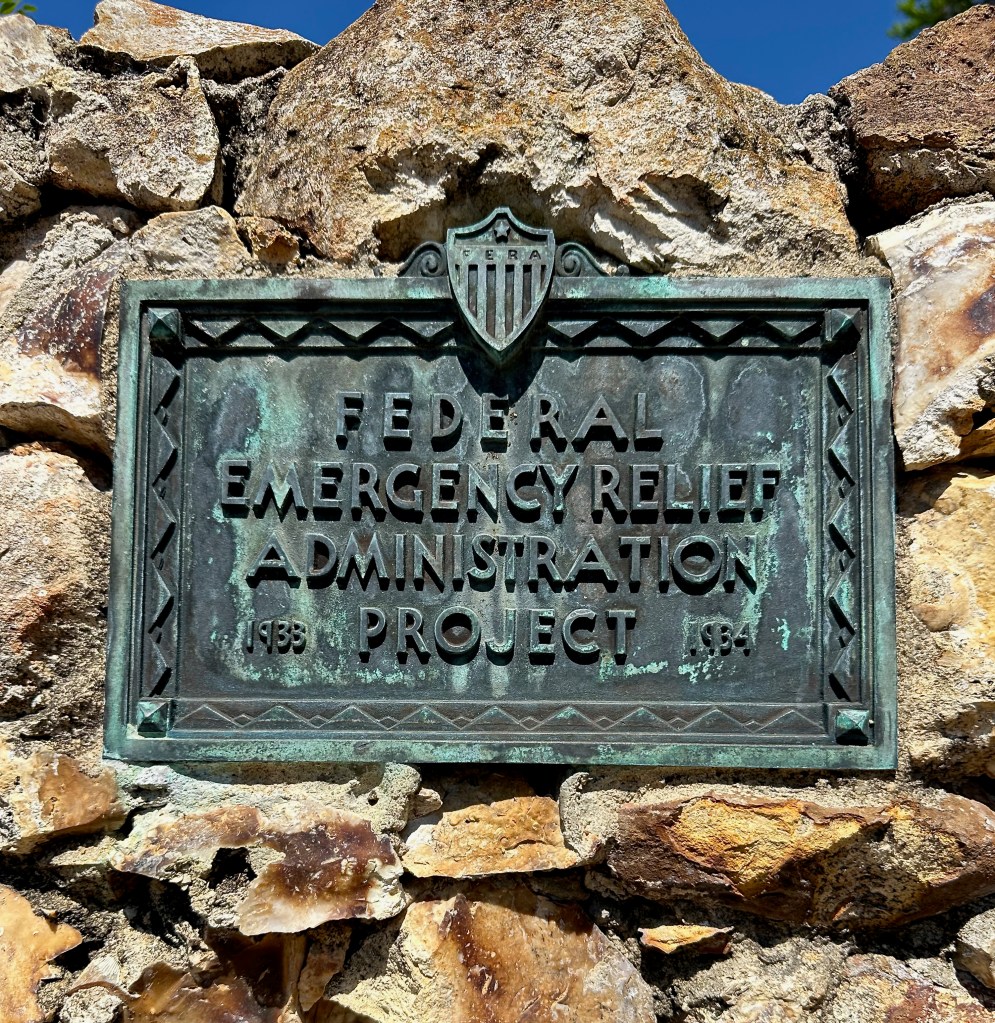 FERA
FEDERAL
EMERGENCY RELIEF
ADMINISTRATION
1933 PROJECT 1934